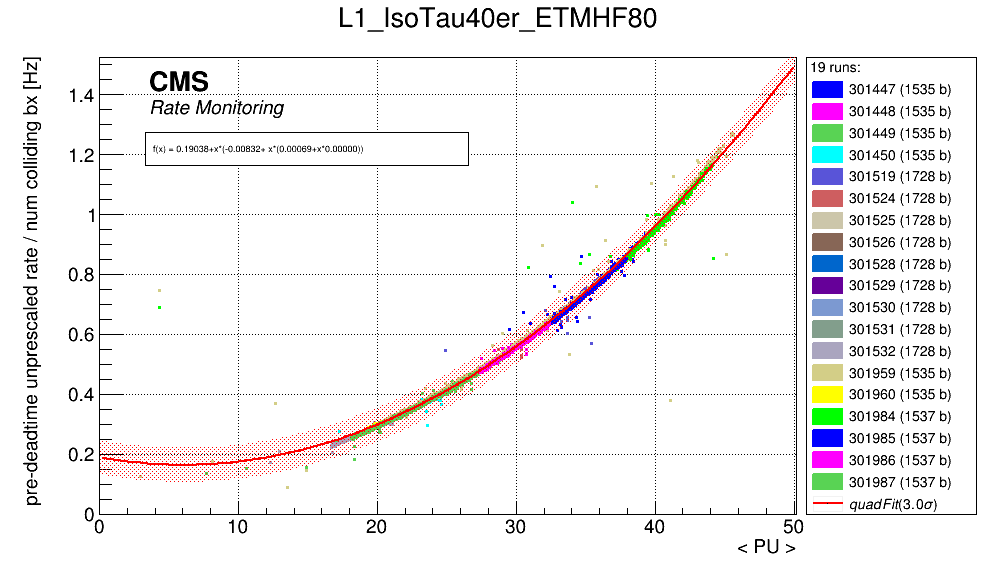 L1_IsoTau40er_ETMHF80
pre-deadtime unprescaled rate / num colliding bx [Hz]
CMS
Rate Monitoring
f(x) = 0.19038+x*(-0.00832+ x*(0.00069+x*0.00000))
1.4
1.2
1
0.8
0.6
0.4
0.2
0
0 10 20 30 40 50
< PU >
19 runs:
301447 (1535 b)
301448 (1535 b)
301449 (1535 b)
301450 (1535 b)
301519 (1728 b)
301524 (1728 b)
301525 (1728 b)
301526 (1728 b)
301528 (1728 b)
301529 (1728 b)
301530 (1728 b)
301531 (1728 b)
301532 (1728 b)
301959 (1535 b)
301960 (1535 b)
301984 (1537 b)
301985 (1537 b)
301986 (1537 b)
301987 (1537 b)
quadFit(3.0σ)